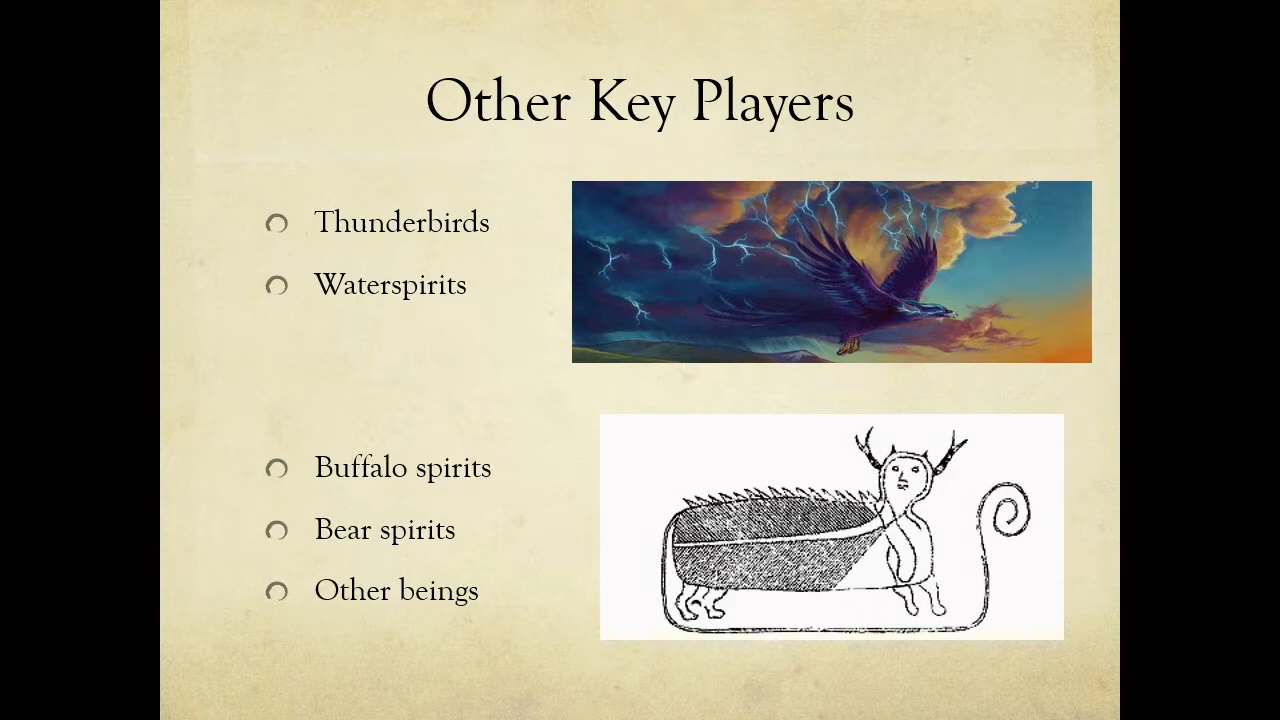 Other Key Players
Thunderbirds
Waterspirits
Buffalo spirits
Bear spirits
Other beings